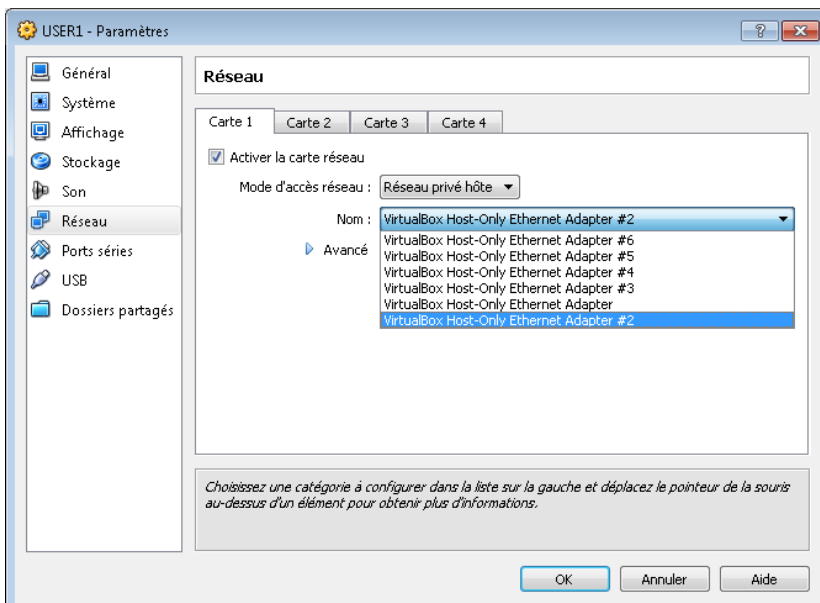 USER1 - Paramètres
Général
Système
Affichage
Stockage
Son
Réseau
Ports séries
USB
Dossiers partagés
Réseau
Carte 1 Carte 2 Carte 3 Carte 4
Activer la carte réseau
Mode d'accès réseau : Réseau privé hôte
Nom : VirtualBox Host-Only Ethernet Adapter #2
VirtualBox Host-Only Ethernet Adapter #6
VirtualBox Host-Only Ethernet Adapter #5
VirtualBox Host-Only Ethernet Adapter #4
VirtualBox Host-Only Ethernet Adapter #3
VirtualBox Host-Only Ethernet Adapter
VirtualBox Host-Only Ethernet Adapter #2
Avancé
Choisissez une catégorie à configurer dans la liste sur la gauche et déplacez le pointeur de la souris
au-dessus d'un élément pour obtenir plus d'informations.
OK Annuler Aide